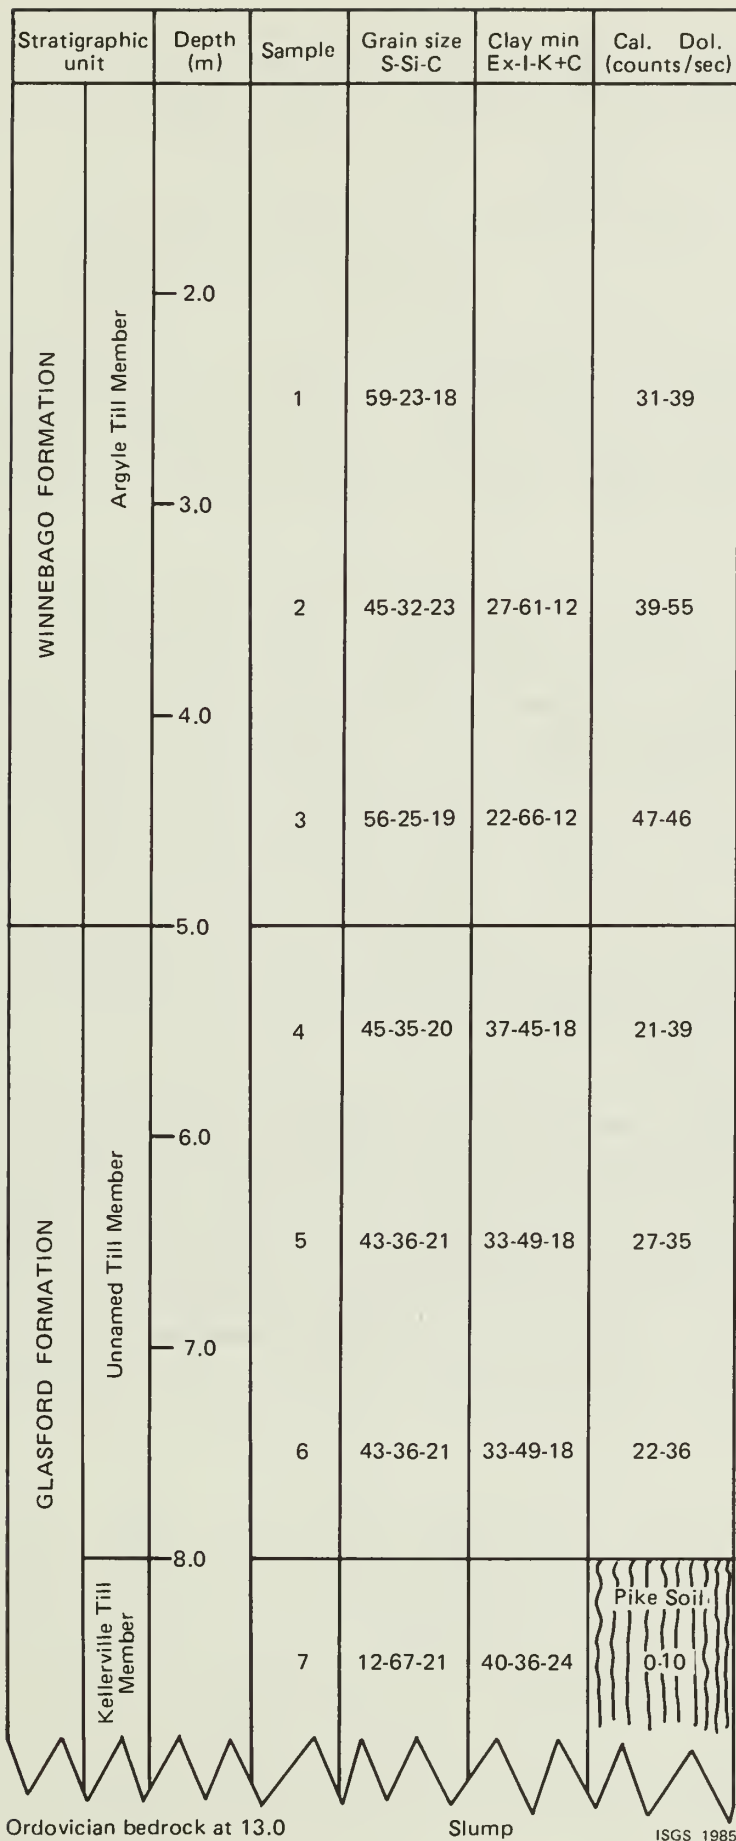 Stratigraphic unit Depth (m) Sample Grain size S-Si-C Clay min Ex-I-K+C Cal. Dol. (counts/sec)
WINNEBAGO FORMATION
Argyle Till Member
2.0
1 59-23-18 31-39
3.0
2 45-32-23 27-61-12 39-55
4.0
3 56-25-19 22-66-12 47-46
5.0
GLASFORD FORMATION
Unnamed Till Member
4 45-35-20 37-45-18 21-39
6.0
5 43-36-21 33-49-18 27-35
7.0
6 43-36-21 33-49-18 22-36
8.0
Kellerville Till
Member
Pike Soil
7 12-67-21 40-36-24 0-10
Ordovician bedrock at 13.0 Slump ISGS 1985